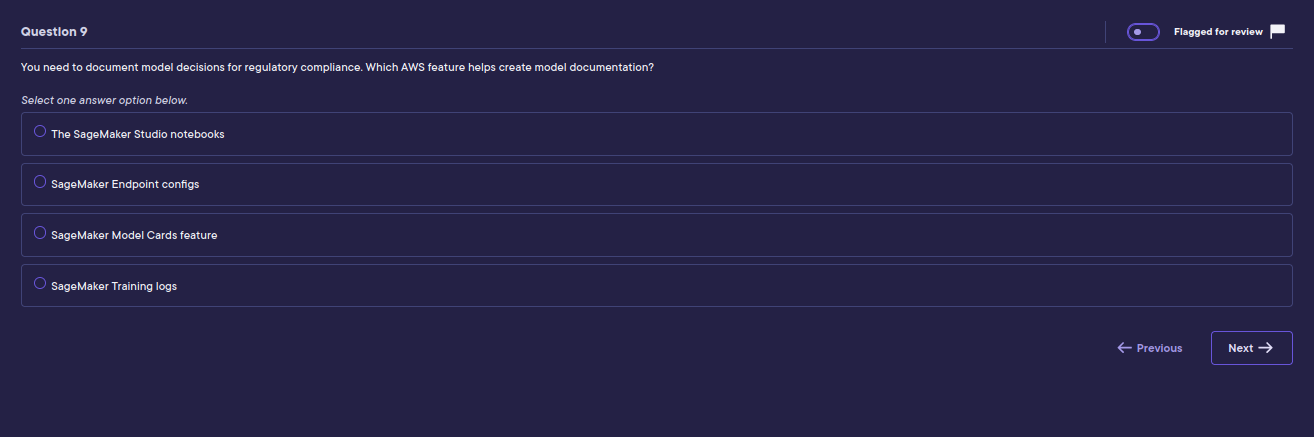 Question 9
Flagged for review
You need to document model decisions for regulatory compliance. Which AWS feature helps create model documentation?
Select one answer option below.
The SageMaker Studio notebooks
SageMaker Endpoint configs
SageMaker Model Cards feature
SageMaker Training logs
Previous
Next